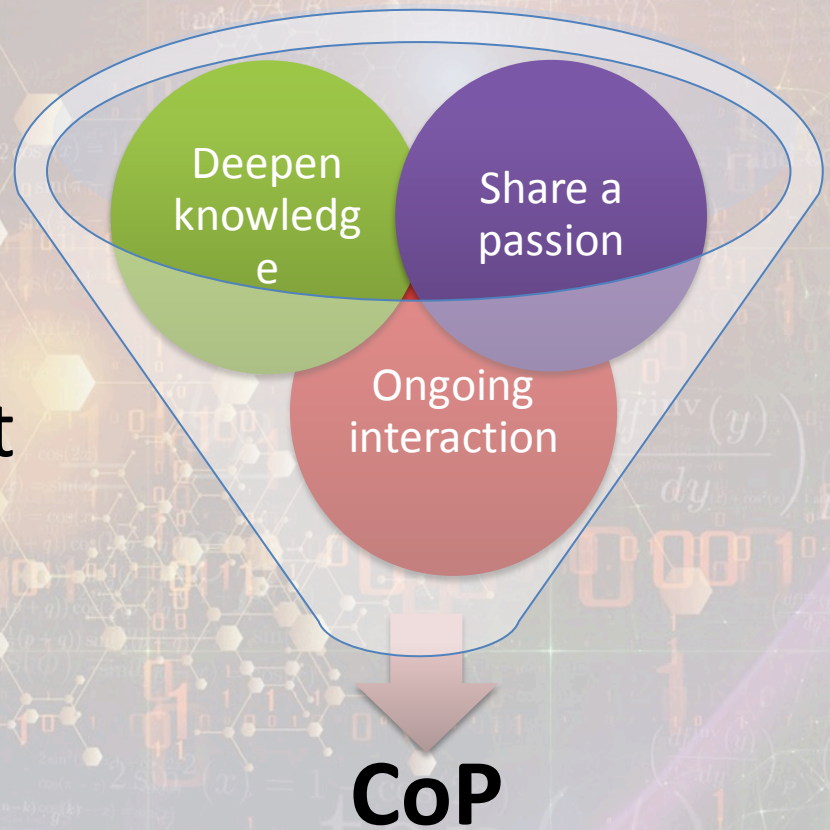 Deepen
knowledg
e
Share a
passion
Ongoing
interaction
t
CoP